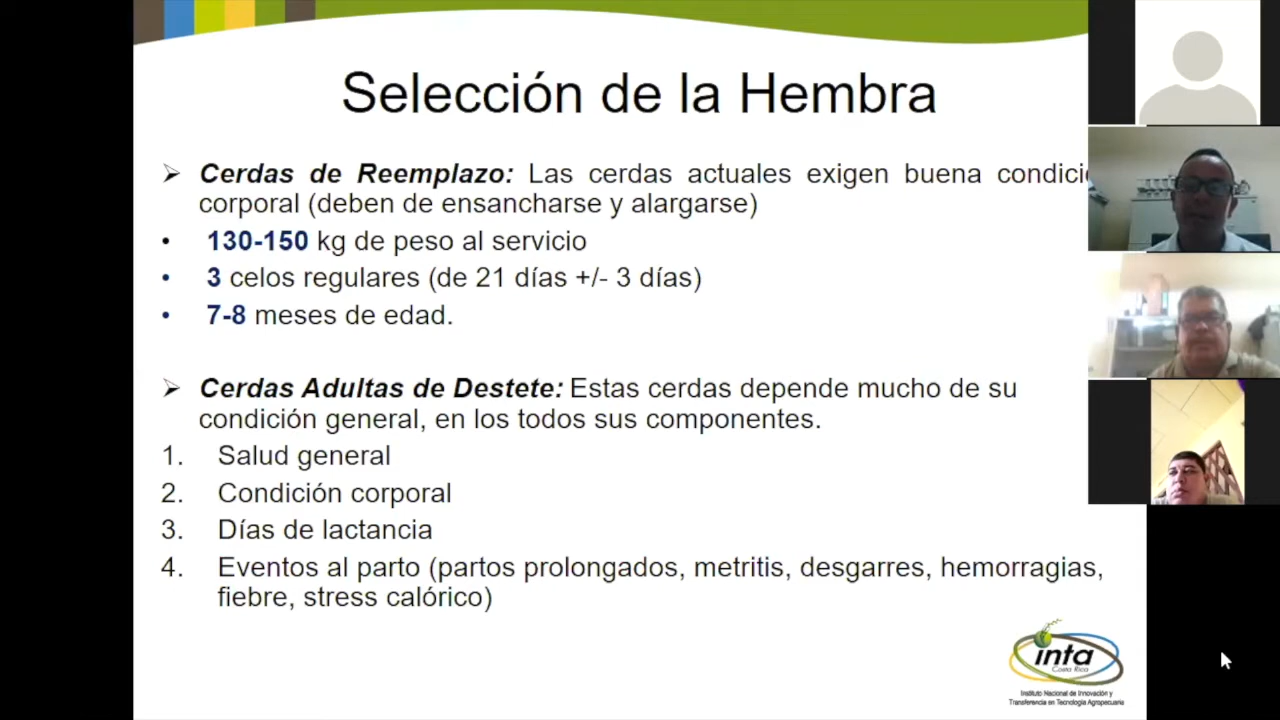 Selección de la Hembra
➢ Cerdas de Reemplazo: Las cerdas actuales exigen buena condici
corporal (deben de ensancharse y alargarse)
• 130-150 kg de peso al servicio
• 3 celos regulares (de 21 días +/- 3 días)
• 7-8 meses de edad.
➢ Cerdas Adultas de Destete: Estas cerdas depende mucho de su
condición general, en los todos sus componentes.
1. Salud general
2. Condición corporal
3. Días de lactancia
4. Eventos al parto (partos prolongados, metritis, desgarres, hemorragias,
fiebre, stress calórico)
inta
Costa Rica
Instituto Nacional de Innovación y
Transferencia en Tecnología Agropecuaria